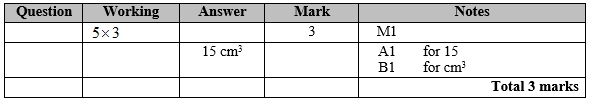 Question Working Answer Mark Notes
5×3 3 M1
15 cm³ A1 for 15
B1 for cm³
Total 3 marks